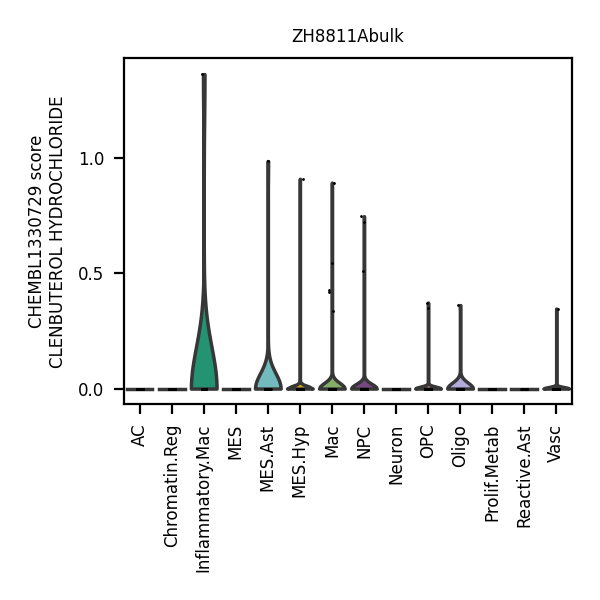 ZH8811Abulk
CHEMBL1330729 score
CLENBUTEROL HYDROCHLORIDE
1.0
0.5
0.0
AC
Chromatin.Reg
Inflammatory.Mac
MES
MES.Ast
MES.Hyp
Mac
NPC
Neuron
OPC
Oligo
Prolif.Metab
Reactive.Ast
Vasc